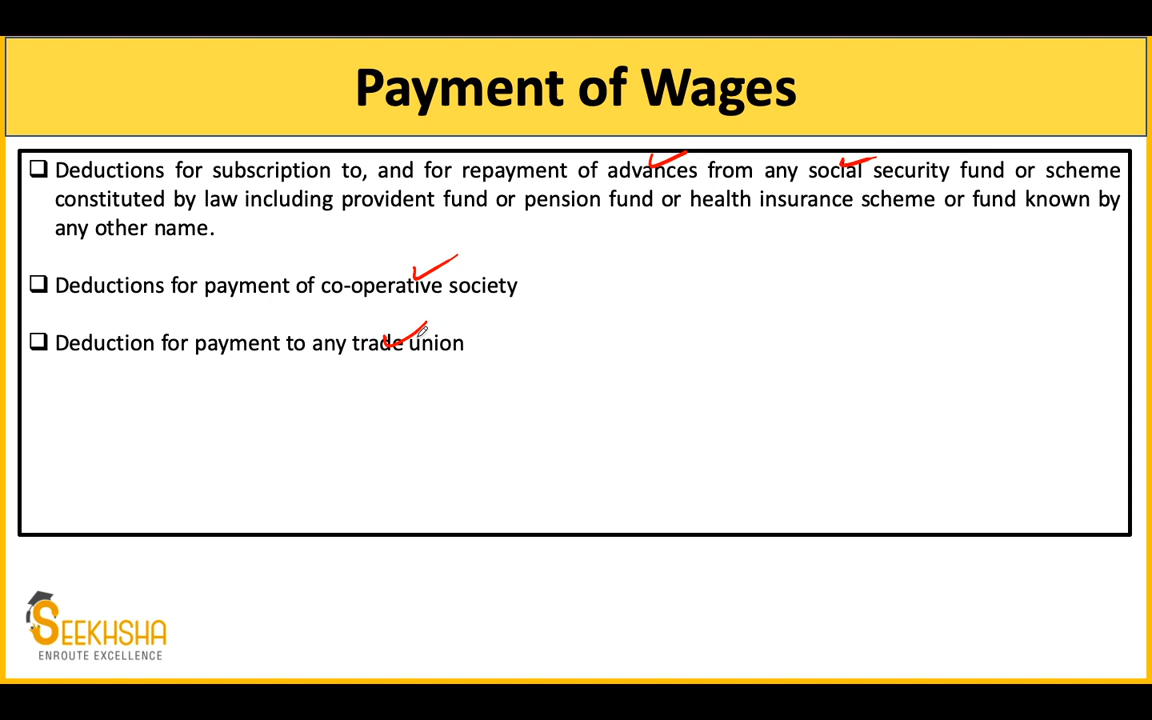 Payment of Wages
Deductions for subscription to, and for repayment of advances from any social security fund or scheme
constituted by law including provident fund or pension fund or health insurance scheme or fund known by
any other name.
Deductions for payment of co-operative society
Deduction for payment to any trade union
SEEKHSHA
ENROUTE EXCELLENCE